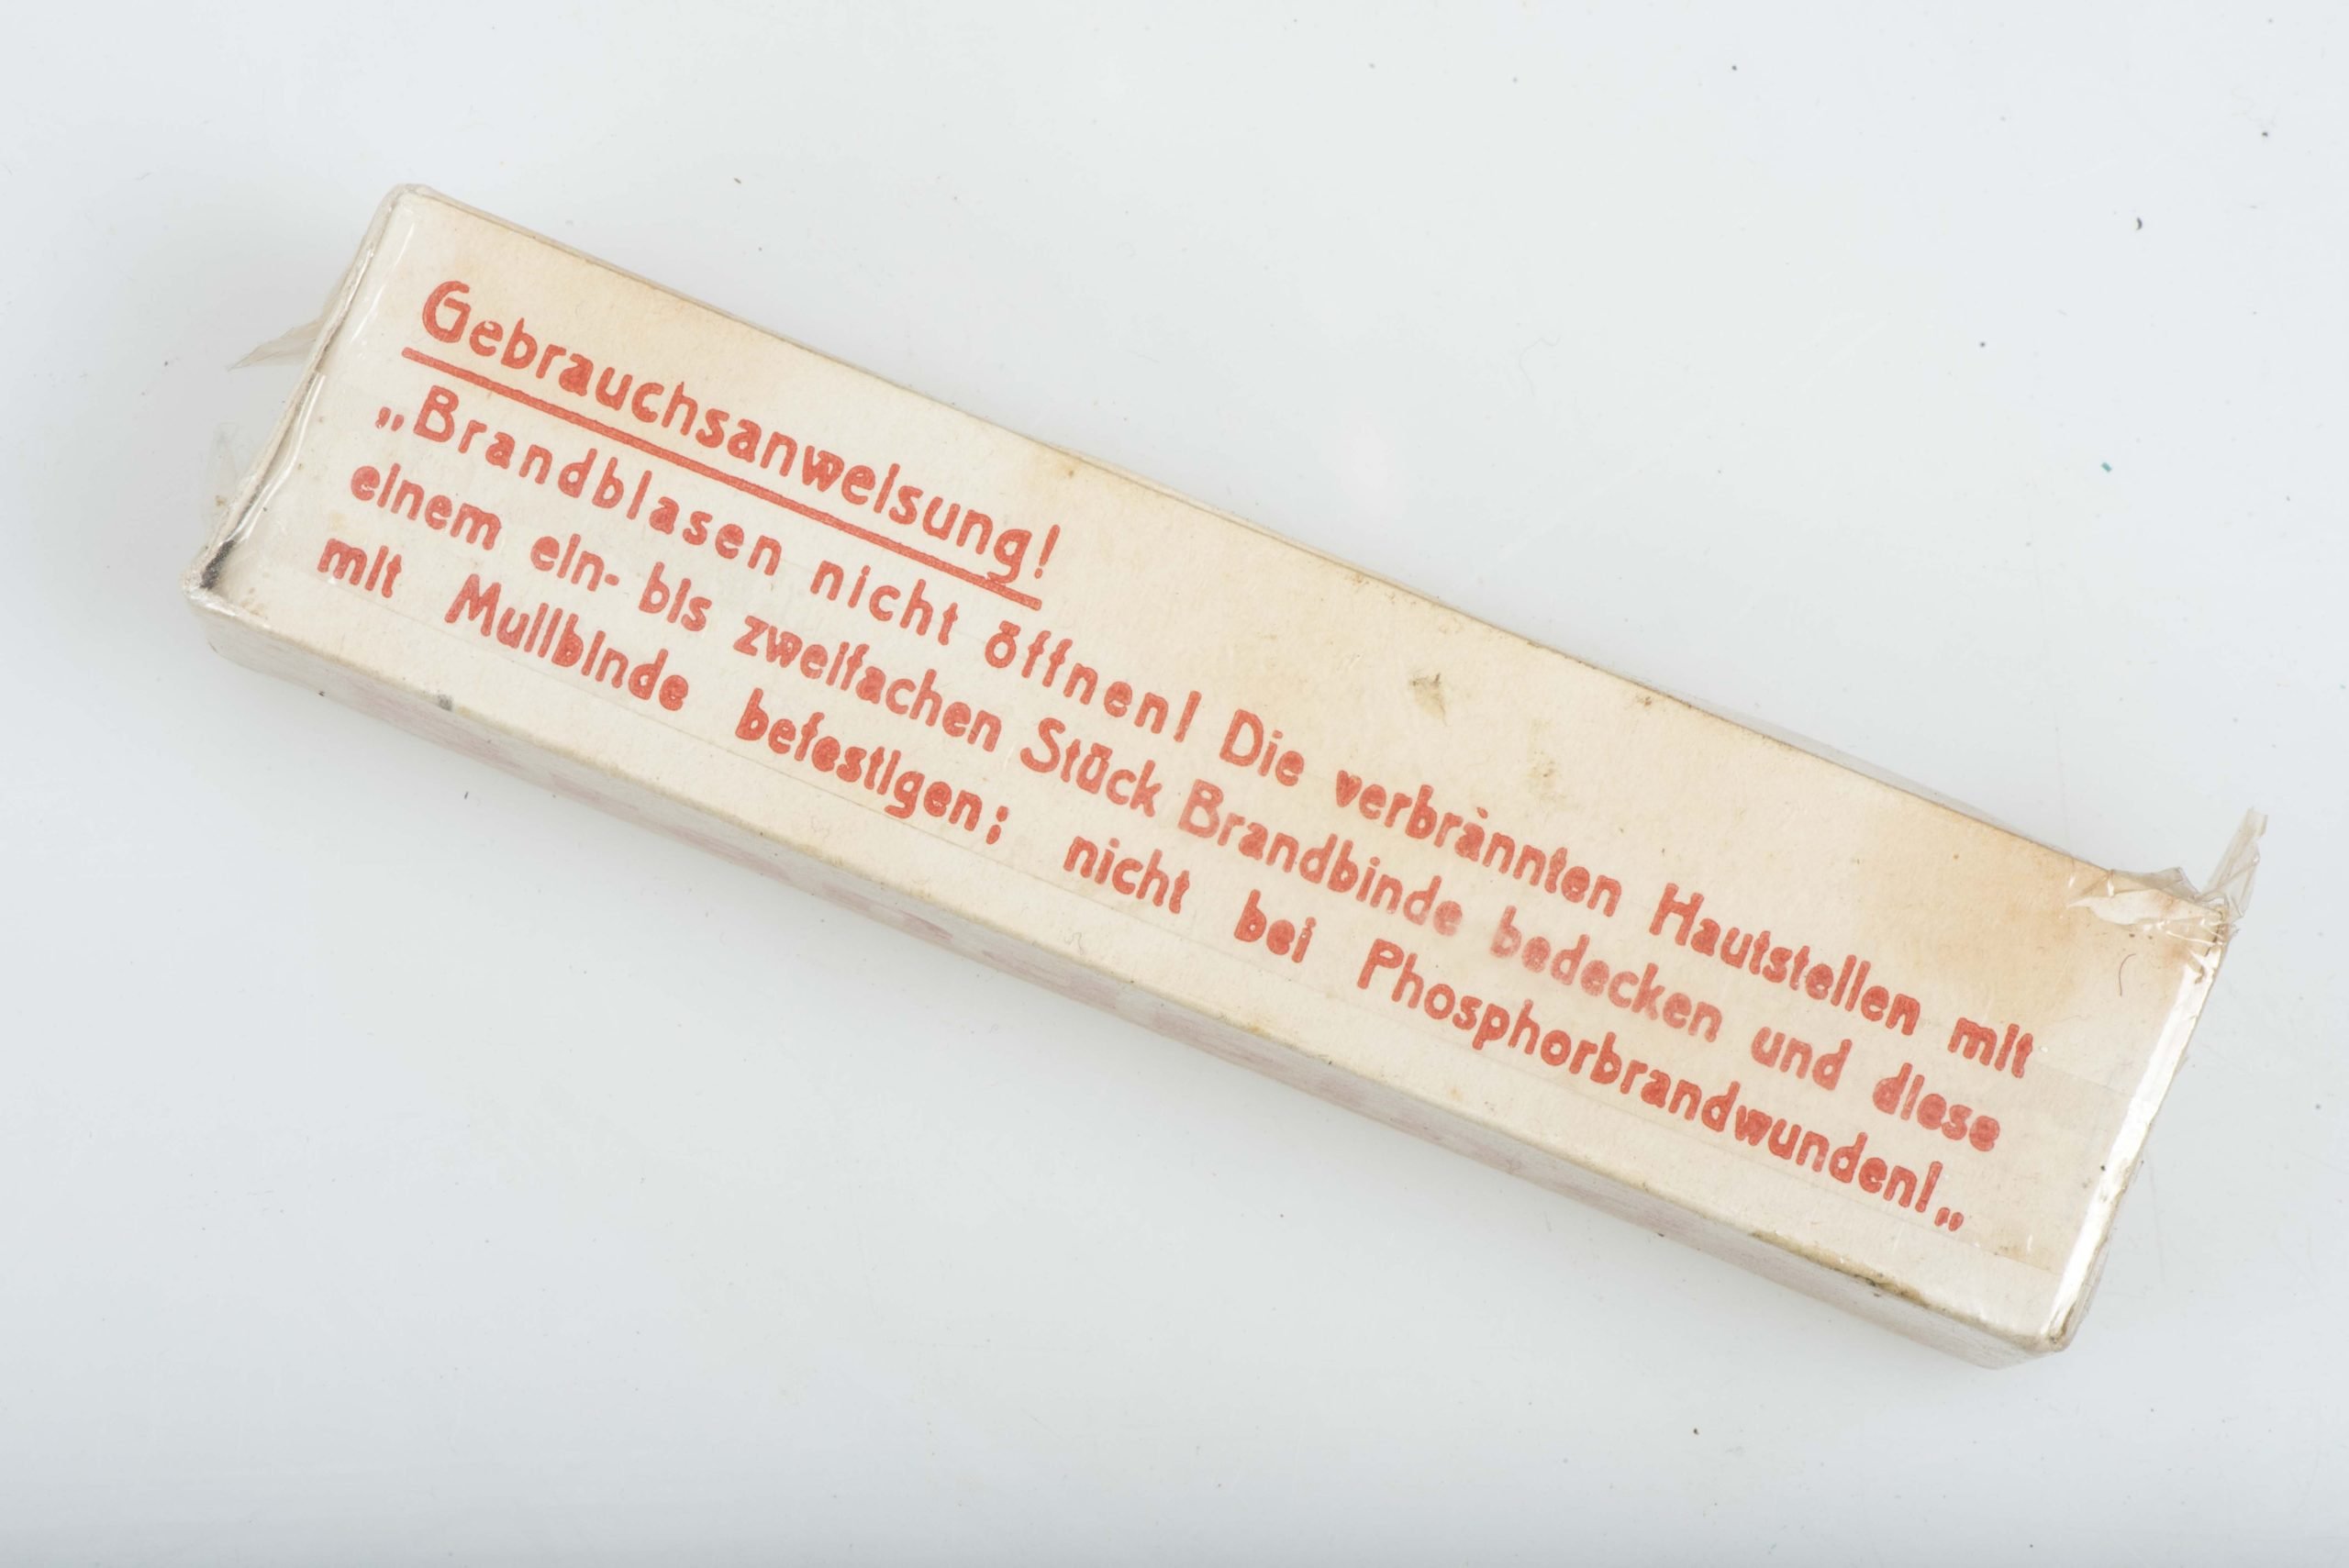 Gebrauchsanweisung!
„Brandblasen nicht öffnen! Die verbrannten Hautstellen mit
einem ein- bis zweifachen Stück Brandbinde bedecken und diese
mit Mullbinde befestigen; nicht bei Phosphorbrandwunden!„